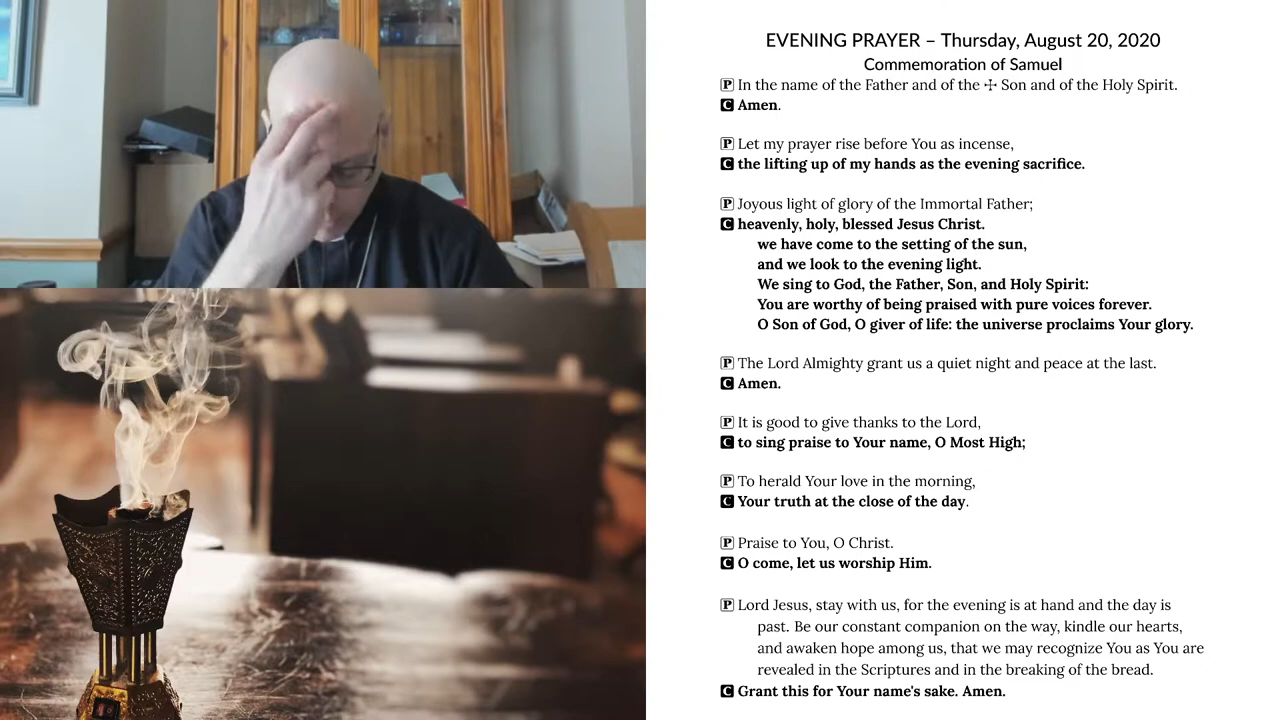 EVENING PRAYER – Thursday, August 20, 2020
Commemoration of Samuel
P In the name of the Father and of the ☩ Son and of the Holy Spirit.
C Amen.
P Let my prayer rise before You as incense,
C the lifting up of my hands as the evening sacrifice.
P Joyous light of glory of the Immortal Father;
C heavenly, holy, blessed Jesus Christ.
we have come to the setting of the sun,
and we look to the evening light.
We sing to God, the Father, Son, and Holy Spirit:
You are worthy of being praised with pure voices forever.
O Son of God, O giver of life: the universe proclaims Your glory.
P The Lord Almighty grant us a quiet night and peace at the last.
C Amen.
P It is good to give thanks to the Lord,
C to sing praise to Your name, O Most High;
P To herald Your love in the morning,
C Your truth at the close of the day.
P Praise to You, O Christ.
C O come, let us worship Him.
P Lord Jesus, stay with us, for the evening is at hand and the day is
past. Be our constant companion on the way, kindle our hearts,
and awaken hope among us, that we may recognize You as You are
revealed in the Scriptures and in the breaking of the bread.
C Grant this for Your name's sake. Amen.